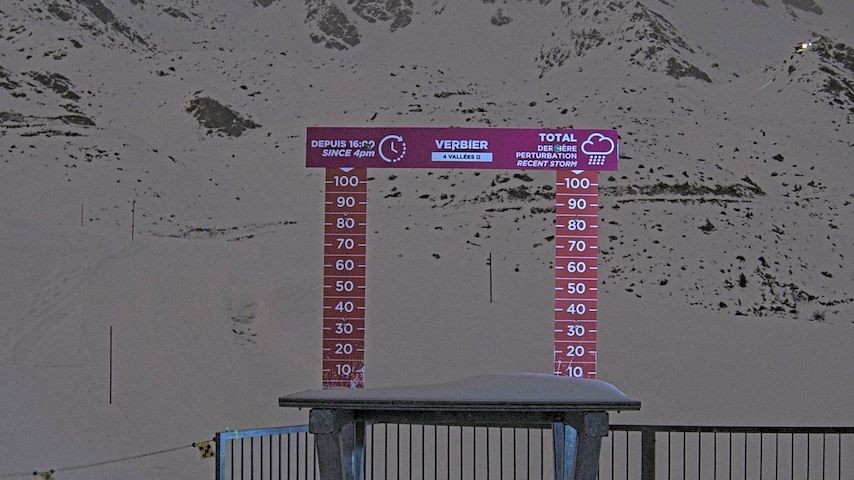 DEPUIS 16:00
SINCE 4pm
VERBIER
4 VALLÉES
TOTAL
DERNIÈRE
PERTURBATION
RECENT STORM
100
90
80
70
60
50
40
30
20
10
100
90
80
70
60
50
40
30
20
10